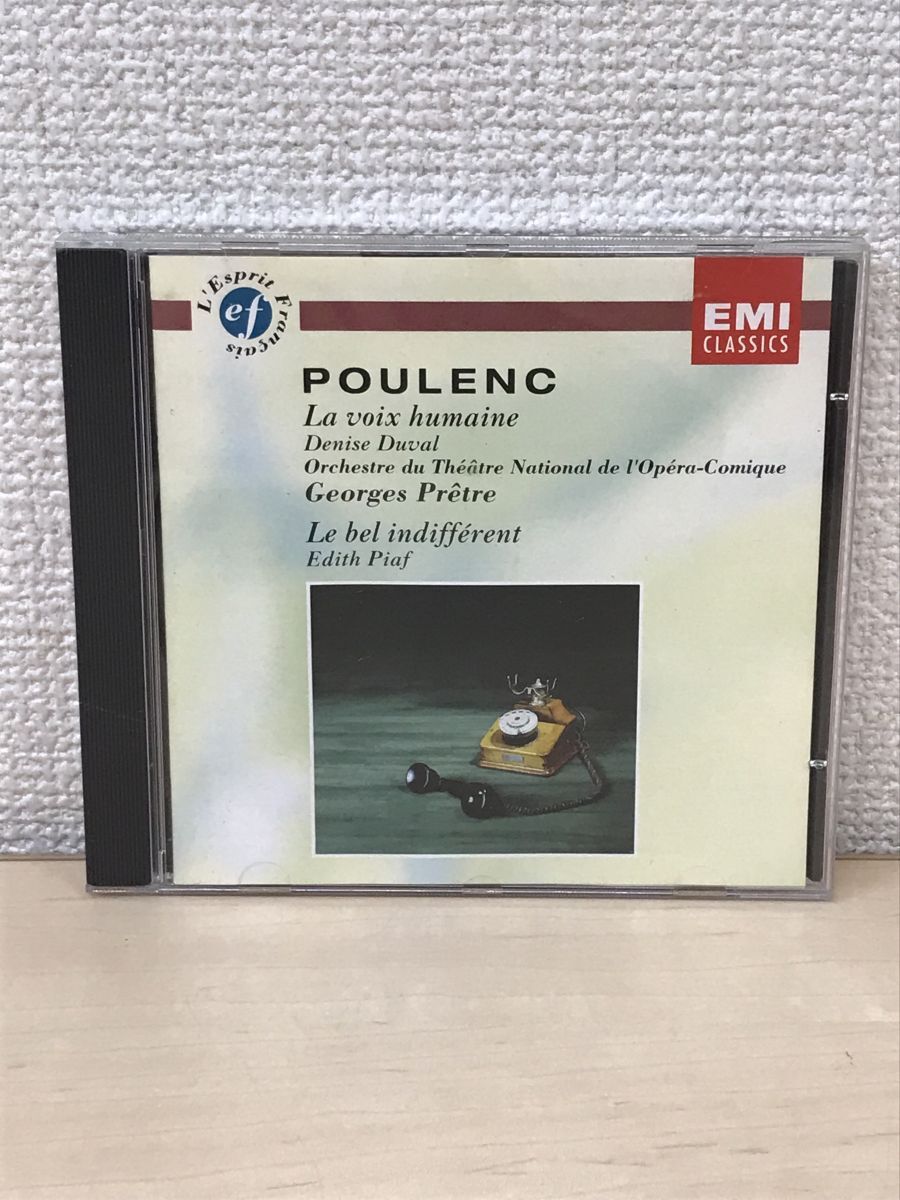 L'Esprit Français
ef
EMI
CLASSICS
POULENC
La voix humaine
Denise Duval
Orchestre du Théâtre National de l'Opéra-Comique
Georges Prêtre
Le bel indifférent
Edith Piaf